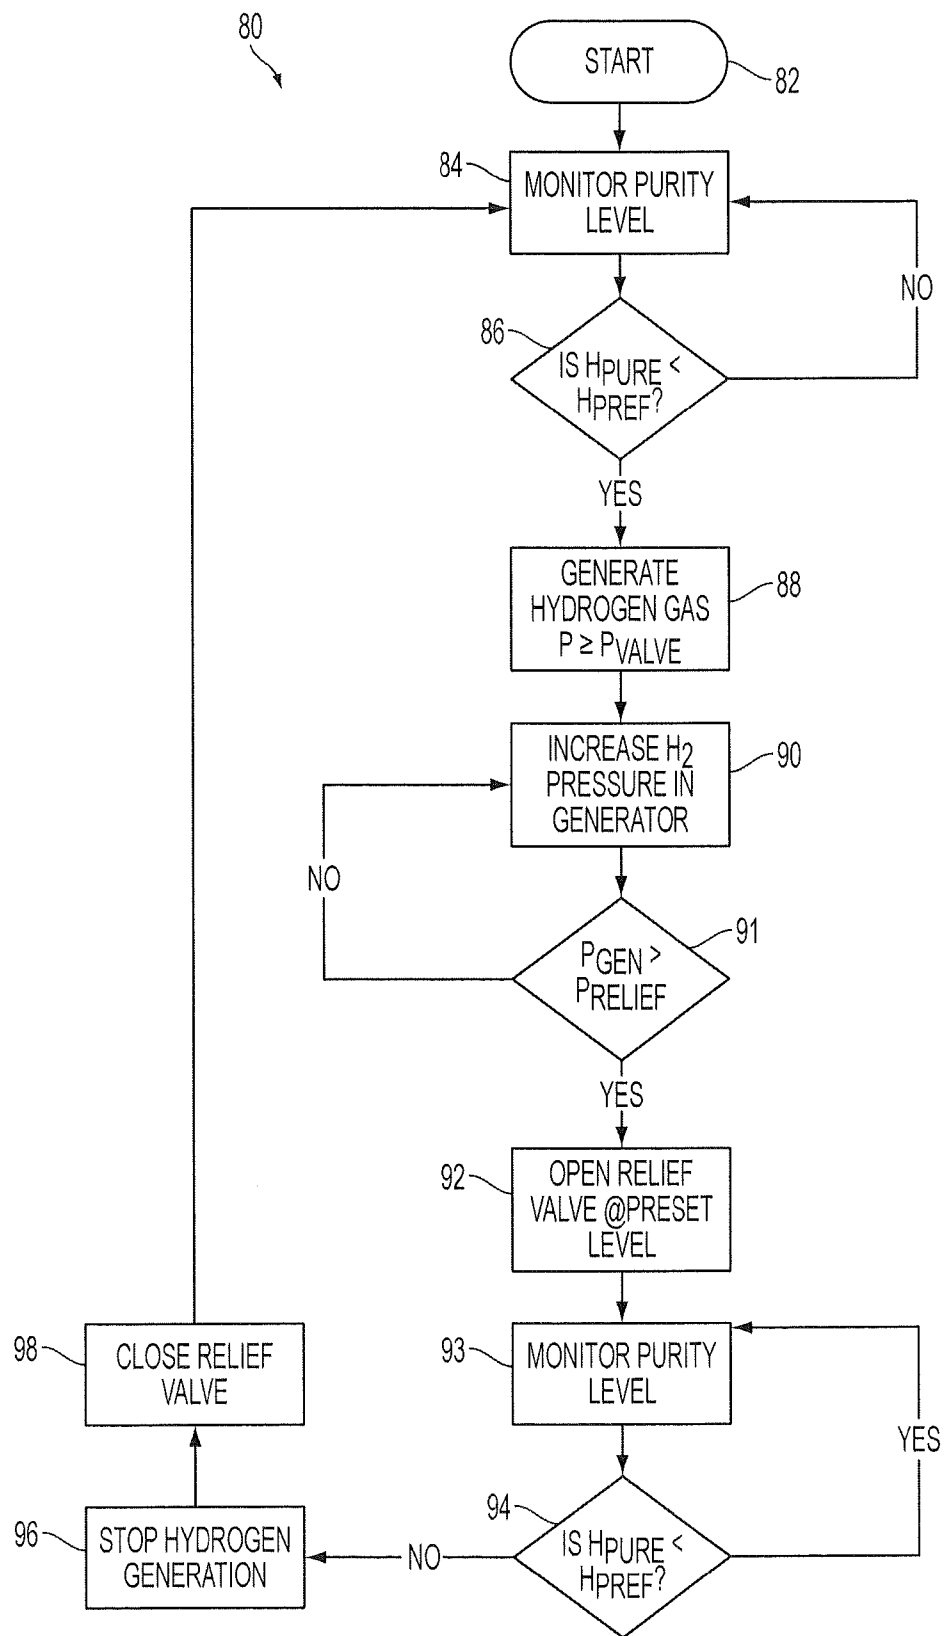 80
START
82
84
MONITOR PURITY
LEVEL
NO
86
IS HPURE <
HPREF?
YES
GENERATE
HYDROGEN GAS
P ≥ PVALVE
88
INCREASE H2
PRESSURE IN
GENERATOR
90
NO
PGEN >
PRELIEF
91
YES
92
OPEN RELIEF
VALVE @PRESET
LEVEL
93
MONITOR PURITY
LEVEL
YES
94
IS HPURE <
HPREF?
NO
96
STOP HYDROGEN
GENERATION
98
CLOSE RELIEF
VALVE